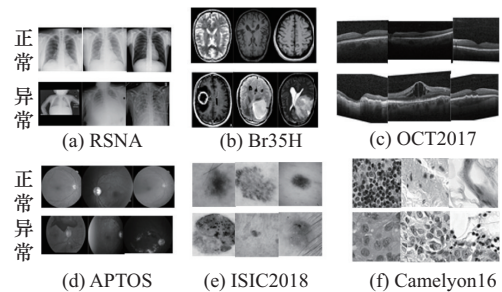 正常
异常
(a) RSNA
(b) Br35H
(c) OCT2017
正常
异常
(d) APTOS
(e) ISIC2018
(f) Camelyon16